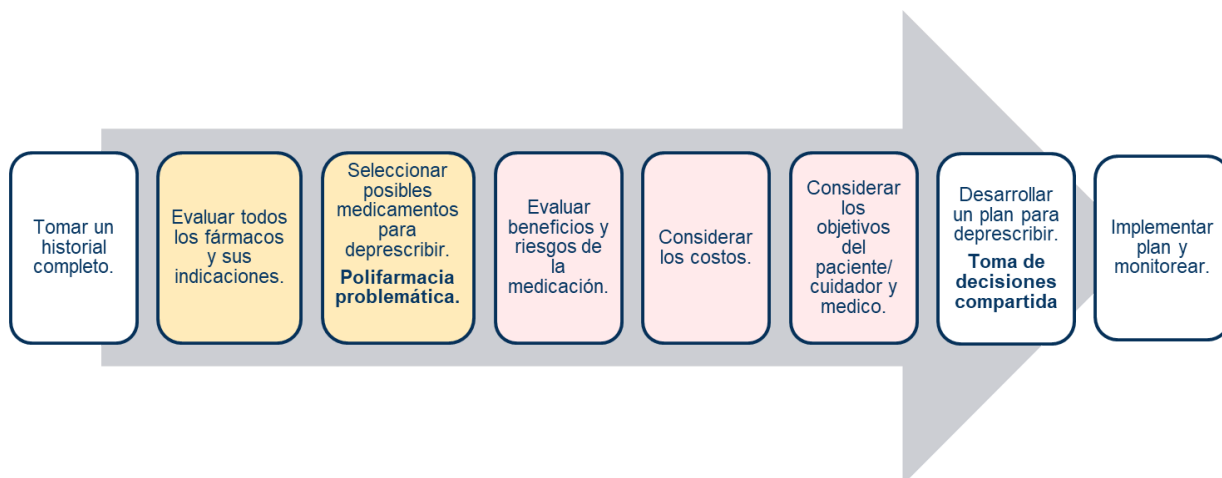 Tomar un
historial
completo.
Evaluar todos
los fármacos
y sus
indicaciones.
Seleccionar
posibles
medicamentos
para
deprescribir.
Polifarmacia
problemática.
Evaluar
beneficios y
riesgos de
la
medicación.
Considerar
los costos.
Considerar
los
objetivos
del
paciente/
cuidador y
medico.
Desarrollar
un plan para
deprescribir.
Toma de
decisiones
compartida
Implementar
plan y
monitorear.